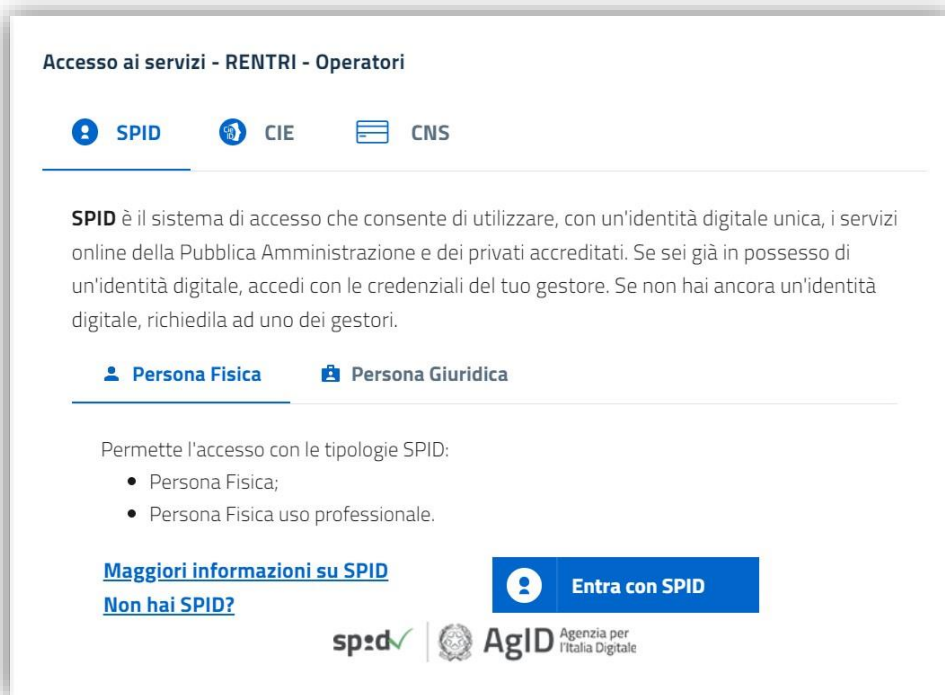 Accesso ai servizi - RENTRI - Operatori
SPID CIE CNS
SPID è il sistema di accesso che consente di utilizzare, con un'identità digitale unica, i servizi
online della Pubblica Amministrazione e dei privati accreditati. Se sei già in possesso di
un'identità digitale, accedi con le credenziali del tuo gestore. Se non hai ancora un'identità
digitale, richiedila ad uno dei gestori.
Persona Fisica Persona Giuridica
Permette l'accesso con le tipologie SPID:
• Persona Fisica;
• Persona Fisica uso professionale.
Maggiori informazioni su SPID
Non hai SPID?
Entra con SPID
spid AgID Agenzia per
l'Italia Digitale